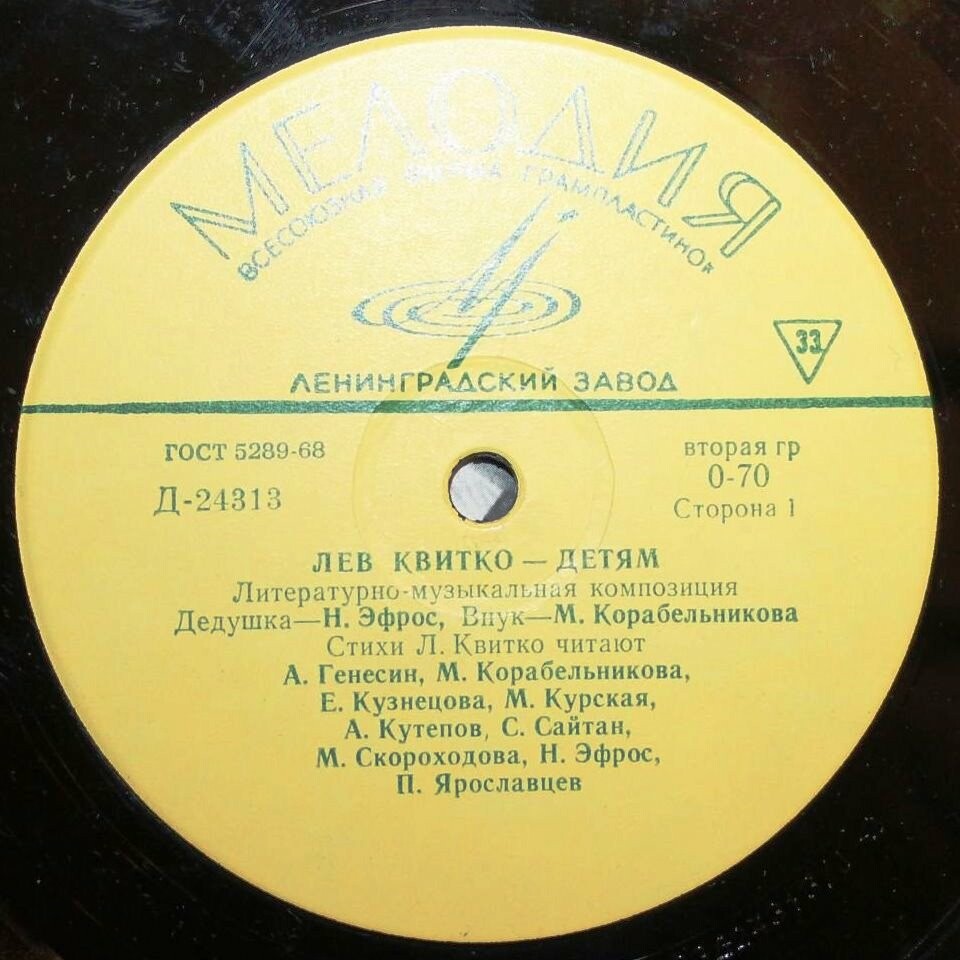 МЕЛОДИЯ
ВСЕСОЮЗНАЯ ФИРМА ГРАМПЛАСТИНОК
33
ЛЕНИНГРАДСКИЙ ЗАВОД
ГОСТ 5289-68
вторая гр
Д-24313
0-70
Сторона 1
ЛЕВ КВИТКО — ДЕТЯМ
Литературно-музыкальная композиция
Дедушка—Н. Эфрос, Внук—М. Корабельникова
Стихи Л. Квитко читают
А. Генесин, М. Корабельникова,
Е. Кузнецова, М. Курская,
А. Кутепов, С. Сайтан,
М. Скороходова, Н. Эфрос,
П. Ярославцев